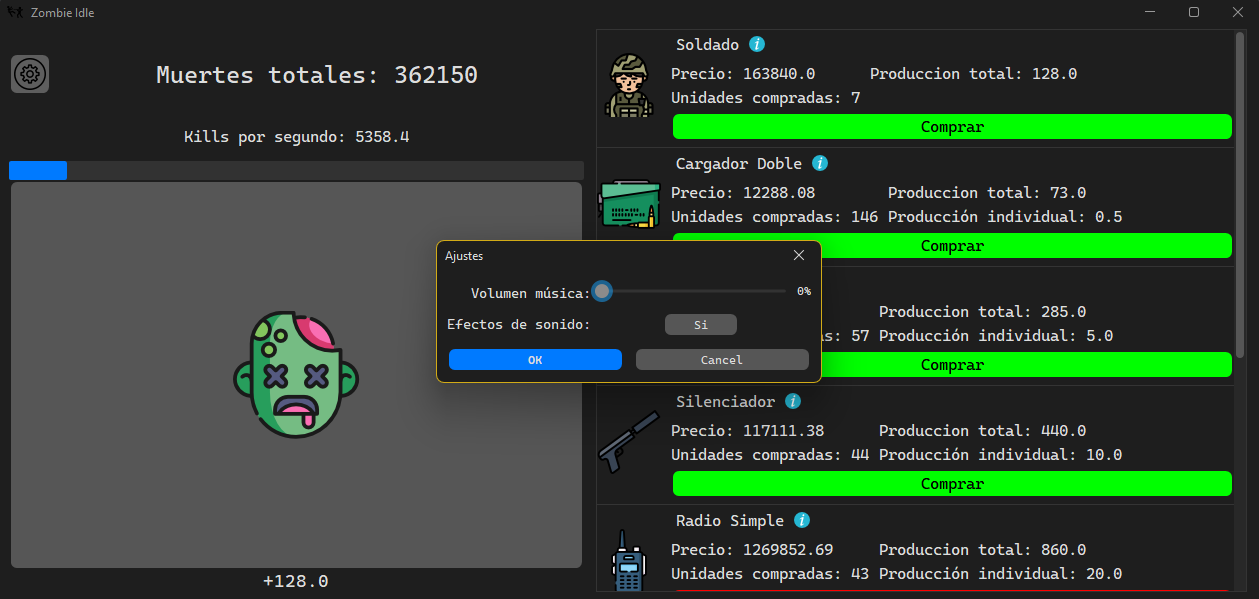 Zombie Idle
Muertes totales: 362150
Kills por segundo: 5358.4
+128.0
Soldado i
Precio: 163840.0 Produccion total: 128.0
Unidades compradas: 7
Comprar
Cargador Doble i
Precio: 12288.08 Produccion total: 73.0
Unidades compradas: 146 Producción individual: 0.5
Comprar
Produccion total: 285.0
s: 57 Producción individual: 5.0
Comprar
Silenciador i
Precio: 117111.38 Produccion total: 440.0
Unidades compradas: 44 Producción individual: 10.0
Comprar
Radio Simple i
Precio: 1269852.69 Produccion total: 860.0
Unidades compradas: 43 Producción individual: 20.0
Ajustes
Volumen música: 0%
Efectos de sonido: Si
OK Cancel